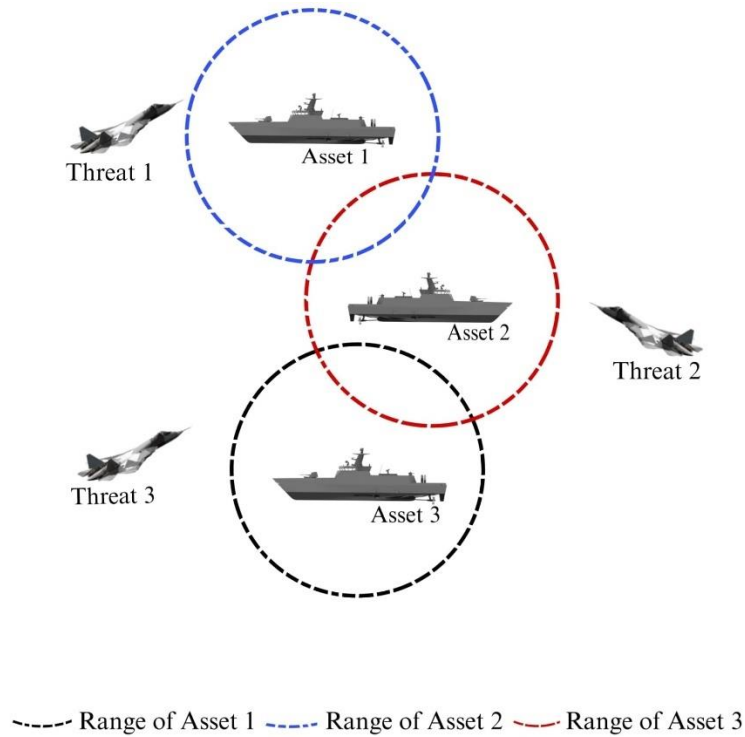 Asset 1
Threat 1
Asset 2
Threat 2
Threat 3
Asset 3
Range of Asset 1 Range of Asset 2 Range of Asset 3